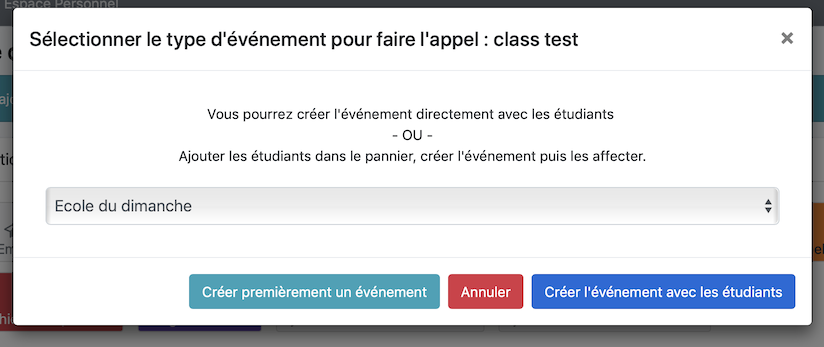 Espace Personnel
Sélectionner le type d'événement pour faire l'appel : class test
×
Vous pourrez créer l'événement directement avec les étudiants
- OU -
Ajouter les étudiants dans le pannier, créer l'événement puis les affecter.
Ecole du dimanche
Créer premièrement un événement
Annuler
Créer l'événement avec les étudiants